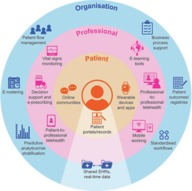 Organisation
Patient flow
management
Business
process
support
Professional
Vital signs
monitoring
E-learning
tools
Patient
E-rostering
Decision
support and
e-prescribing
Online
communities
Wearable
devices and
apps
Professional-to-
professional
telehealth
Patient
outcomes/
registries
Patient
portals/records
Patient-to-
professional
telehealth
Mobile
working
Predictive
analytics/risk
stratification
Standardised
workflows
Shared EHRs,
real-time data